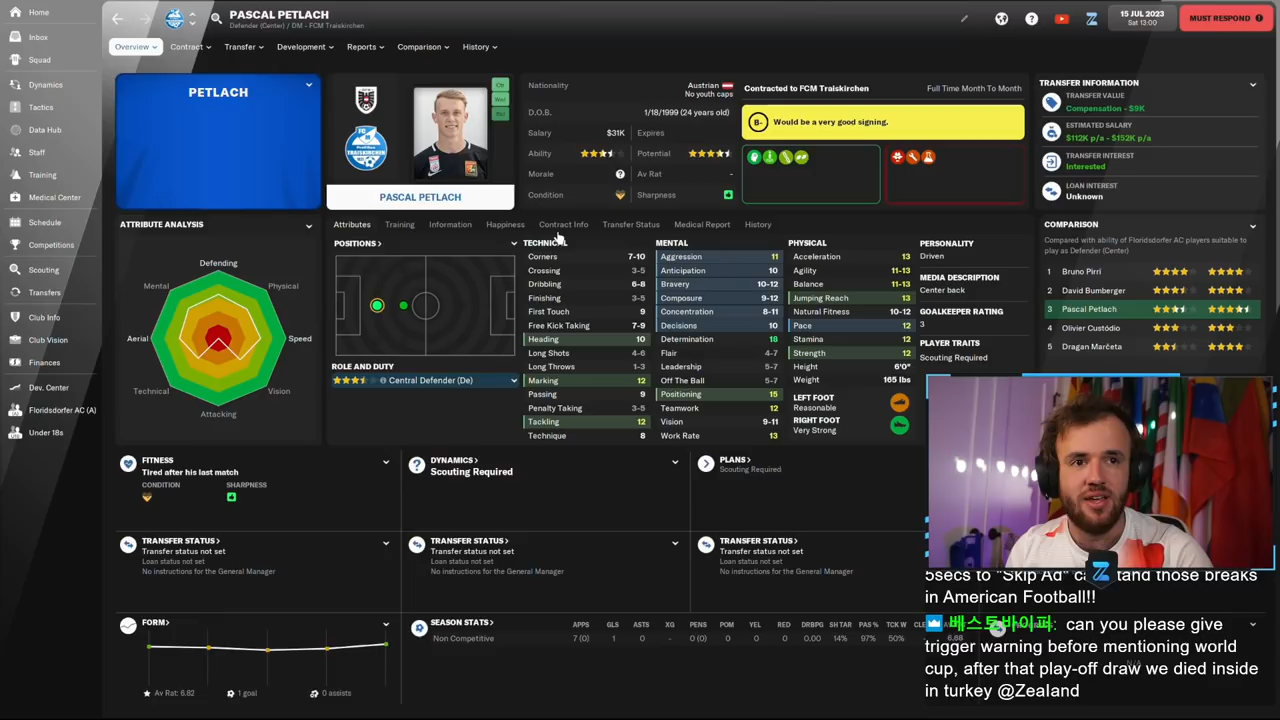 Home
Inbox
Squad
Dynamics
Tactics
Data Hub
Staff
Training
Medical Center
Schedule
Competitions
Scouting
Transfers
Club Info
Club Vision
Finances
Dev. Center
Floridsdorfer AC (A)
Under 18s
PASCAL PETLACH
Defender (Center) / DM - FCM Traiskirchen
15 JUL 2023
Sat 13:00
MUST RESPOND
Overview
Contract
Transfer
Development
Reports
Comparison
History
PETLACH
PASCAL PETLACH
Nationality
Austrian
No youth caps
D.O.B.
1/18/1999 (24 years old)
Salary
$31K
Expires
Ability
Potential
Morale
Av Rat
-
Condition
Sharpness
Contracted to FCM Traiskirchen
Full Time Month To Month
B-
Would be a very good signing.
TRANSFER INFORMATION
TRANSFER VALUE
Compensation - $9K
ESTIMATED SALARY
$112K p/a - $152K p/a
TRANSFER INTEREST
Interested
LOAN INTEREST
Unknown
ATTRIBUTE ANALYSIS
Defending
Physical
Speed
Vision
Attacking
Technical
Aerial
Mental
Attributes
Training
Information
Happiness
Contract Info
Transfer Status
Medical Report
History
POSITIONS >
ROLE AND DUTY
Central Defender (De)
TECHNICAL
Corners 7-10
Crossing 3-5
Dribbling 6-8
Finishing 3-5
First Touch 9
Free Kick Taking 7-9
Heading 10
Long Shots 4-6
Long Throws 1-3
Marking 12
Passing 9
Penalty Taking 3-5
Tackling 12
Technique 8
MENTAL
Aggression 11
Anticipation 10
Bravery 10-12
Composure 9-12
Concentration 8-11
Decisions 10
Determination 18
Flair 4-7
Leadership 5-7
Off The Ball 5-7
Positioning 15
Teamwork 12
Vision 9-11
Work Rate 13
PHYSICAL
Acceleration 13
Agility 11-13
Balance 11-13
Jumping Reach 13
Natural Fitness 10-12
Pace 12
Stamina 12
Strength 12
Height 6'0"
Weight 165 lbs
LEFT FOOT
Reasonable
RIGHT FOOT
Very Strong
PERSONALITY
Driven
MEDIA DESCRIPTION
Center back
GOALKEEPER RATING
3
PLAYER TRAITS
Scouting Required
COMPARISON
Compared with ability of Floridsdorfer AC players suitable to
play as Defender (Center)
1 Bruno Pirri
2 David Bumberger
3 Pascal Petlach
4 Olivier Custódio
5 Dragan Marčeta
FITNESS
Tired after his last match
CONDITION
SHARPNESS
DYNAMICS >
Scouting Required
PLANS >
Scouting Required
TRANSFER STATUS >
Transfer status not set
Loan status not set
No instructions for the General Manager
TRANSFER STATUS >
Transfer status not set
Loan status not set
No instructions for the General Manager
TRANSFER STATUS >
Transfer status not set
Loan status not set
No instructions for the General Manager
FORM >
Av Rat: 6.82
1 goal
0 assists
SEASON STATS >
APPS GLS ASTS XG PENS POM YEL RED DRBPG SH TAR PAS % TCK W
Non Competitive 7 (0) 1 0 - 0 (0) 0 0 0 0 14% 97% 50%
6.68
N/A
5secs to "Skip Ad"
those breaks
in American Football!!
베스트바이퍼: can you please give
trigger warning before mentioning world
cup, after that play-off draw we died inside
in turkey @Zealand